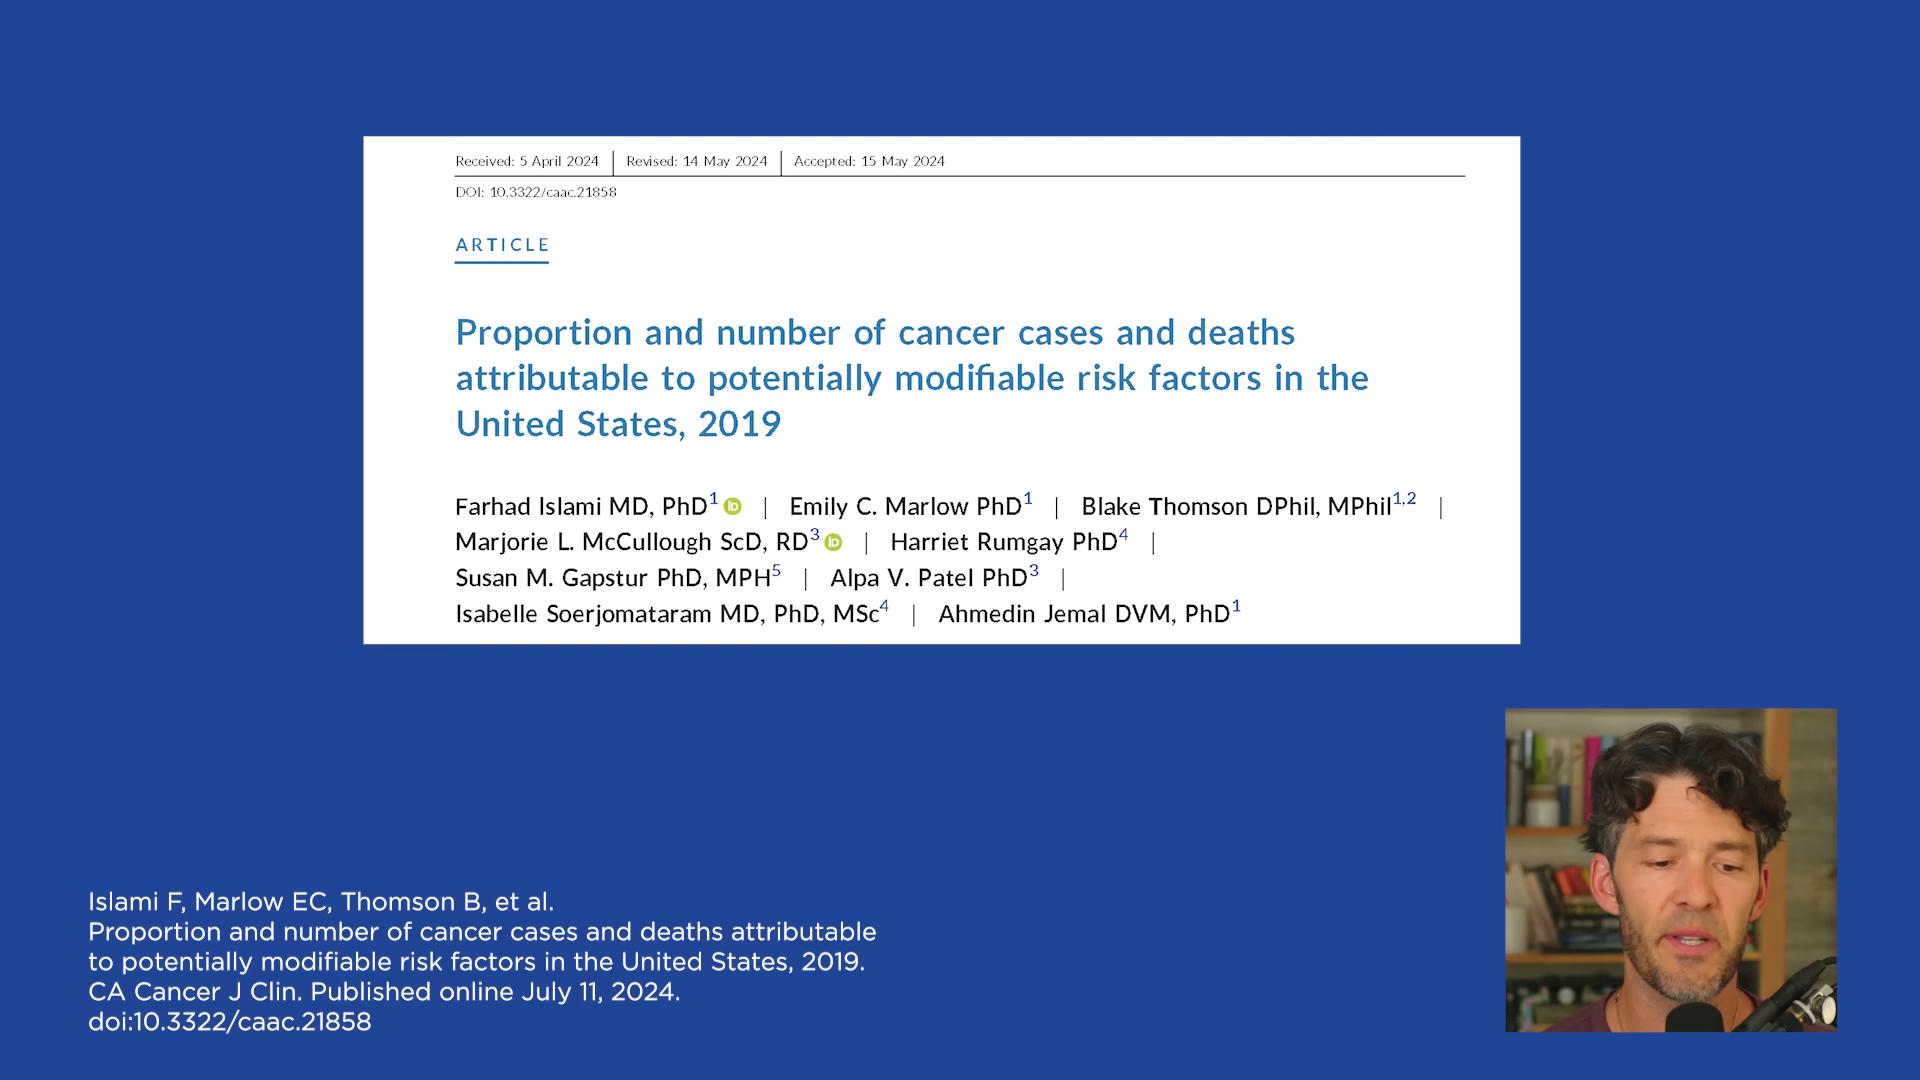 Received: 5 April 2024 | Revised: 14 May 2024 | Accepted: 15 May 2024
DOI: 10.3322/caac.21858
ARTICLE
Proportion and number of cancer cases and deaths
attributable to potentially modifiable risk factors in the
United States, 2019
Farhad Islami MD, PhD1 iD | Emily C. Marlow PhD1 | Blake Thomson DPhil, MPhil1,2 |
Marjorie L. McCullough ScD, RD3 iD | Harriet Rumgay PhD4 |
Susan M. Gapstur PhD, MPH5 | Alpa V. Patel PhD3 |
Isabelle Soerjomataram MD, PhD, MSc4 | Ahmedin Jemal DVM, PhD1
Islami F, Marlow EC, Thomson B, et al.
Proportion and number of cancer cases and deaths attributable
to potentially modifiable risk factors in the United States, 2019.
CA Cancer J Clin. Published online July 11, 2024.
doi:10.3322/caac.21858